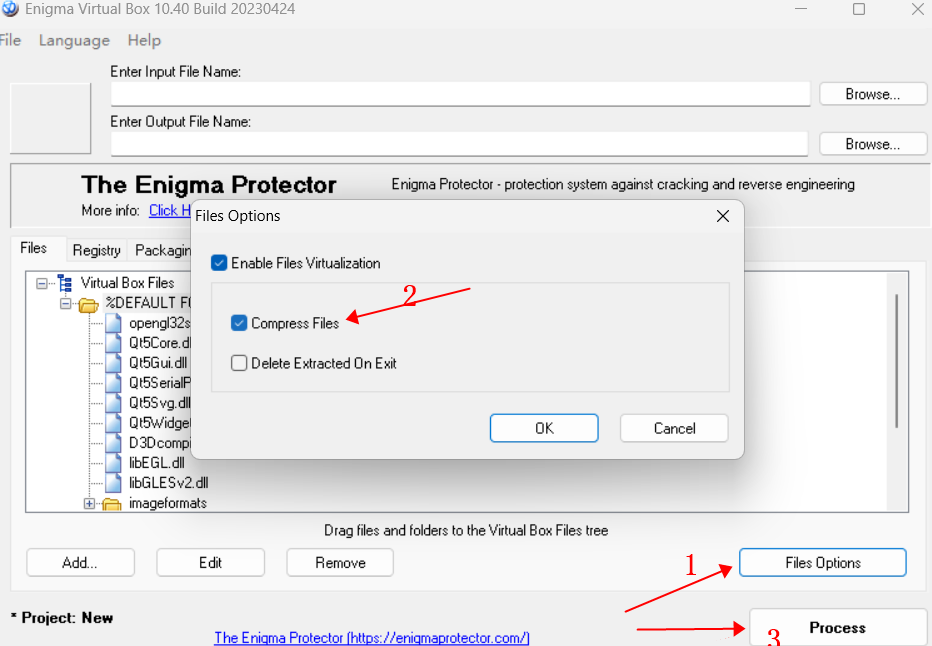 Enigma Virtual Box 10.40 Build 20230424
File Language Help
Enter Input File Name:
Browse...
Enter Output File Name:
Browse...
The Enigma Protector
Enigma Protector - protection system against cracking and reverse engineering
More info: Click H
Files Options
Files Registry Packagin
Enable Files Virtualization
Virtual Box Files
%DEFAULT FO
2
opengl32s
Compress Files
Qt5Core.dl
Qt5Gui.dll
Delete Extracted On Exit
Qt5SerialP
Qt5Svg.dll
Qt5Widget
OK Cancel
D3Dcompi
libEGL.dll
libGLESv2.dll
imageformats
Drag files and folders to the Virtual Box Files tree
Add... Edit Remove
1
Files Options
* Project: New
Process
3
The Enigma Protector (https://enigmaprotector.com/)